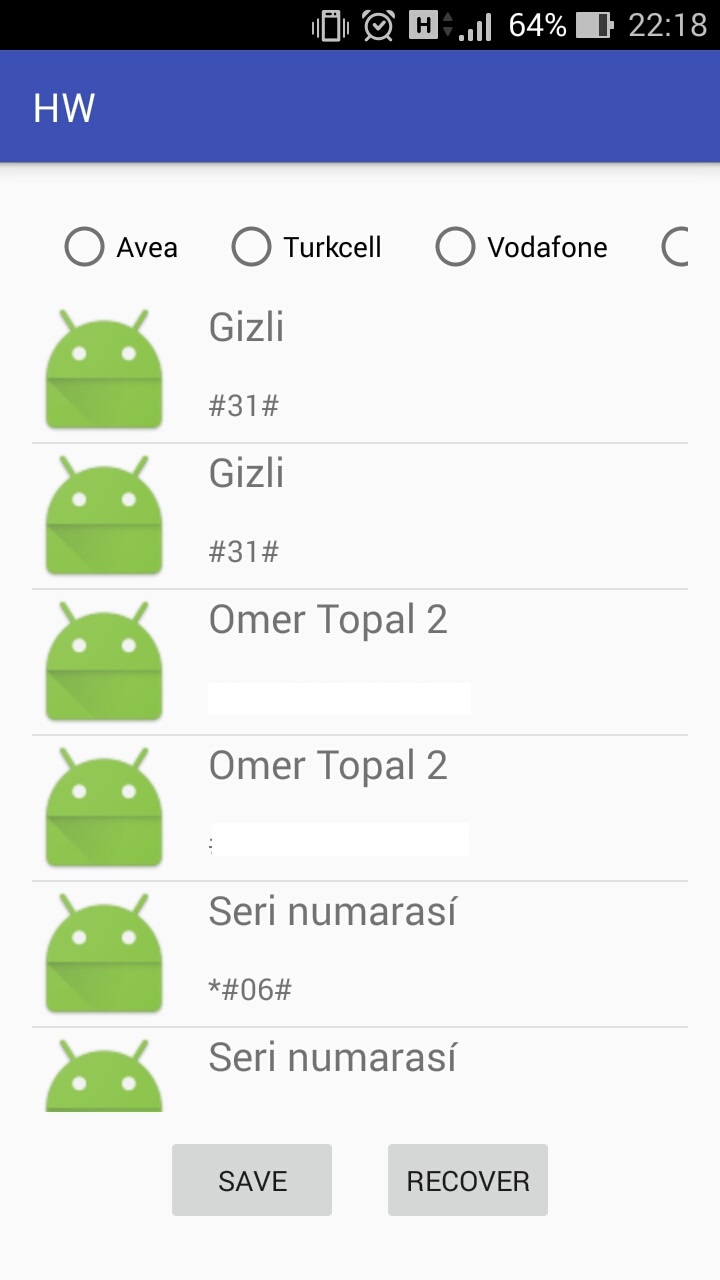 H 64% 22:18
HW
Avea Turkcell Vodafone
Gizli
#31#
Gizli
#31#
Omer Topal 2
Omer Topal 2
Seri numarasí
*#06#
Seri numarasí
SAVE RECOVER